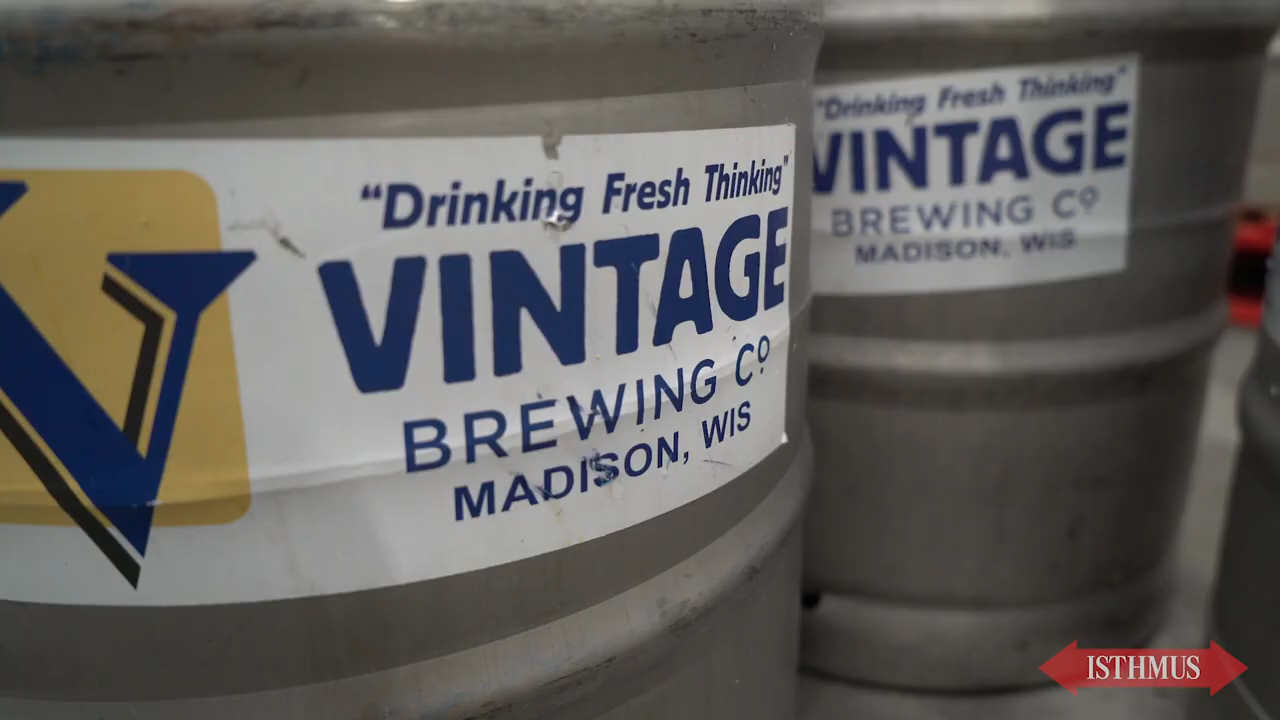 "Drinking Fresh Thinking"
VINTAGE
BREWING Cº
MADISON, WIS
"Drinking Fresh Thinking"
VINTAGE
BREWING Cº
MADISON, WIS
V
ISTHMUS